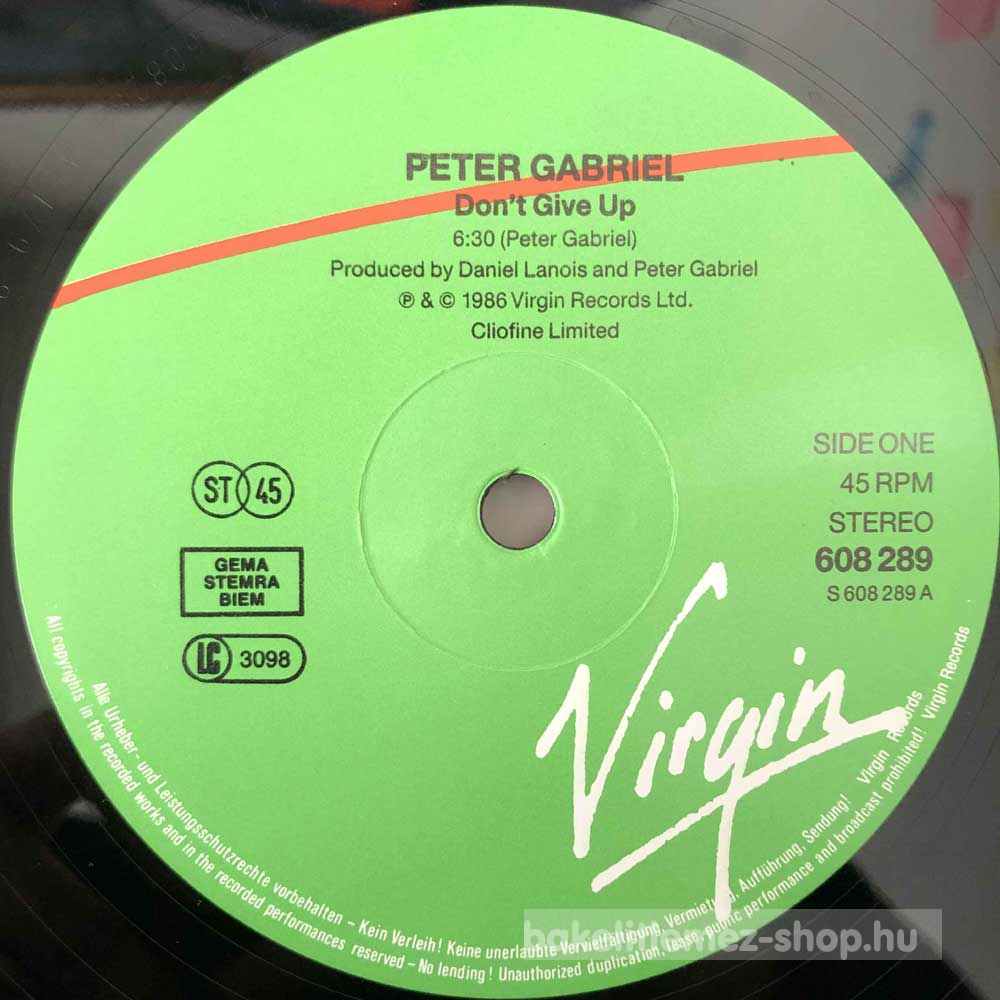 PETER GABRIEL
Don't Give Up
6:30 (Peter Gabriel)
Produced by Daniel Lanois and Peter Gabriel
℗ & © 1986 Virgin Records Ltd.
Cliofine Limited
ST 45
GEMA
STEMRA
BIEM
LC 3098
SIDE ONE
45 RPM
STEREO
608 289
S 608 289 A
Virgin
Alle Urheber- und Leistungsschutzrechte vorbehalten – Kein Verleih! Keine unerlaubte Vervielfältigung, Vermietung, Aufführung, Sendung! Virgin Records
All copyrights in the recorded works and in the recorded performances reserved – No lending! Unauthorized duplication, lease, public performance and broadcast prohibited! Virgin Records
bakelitlemez-shop.hu